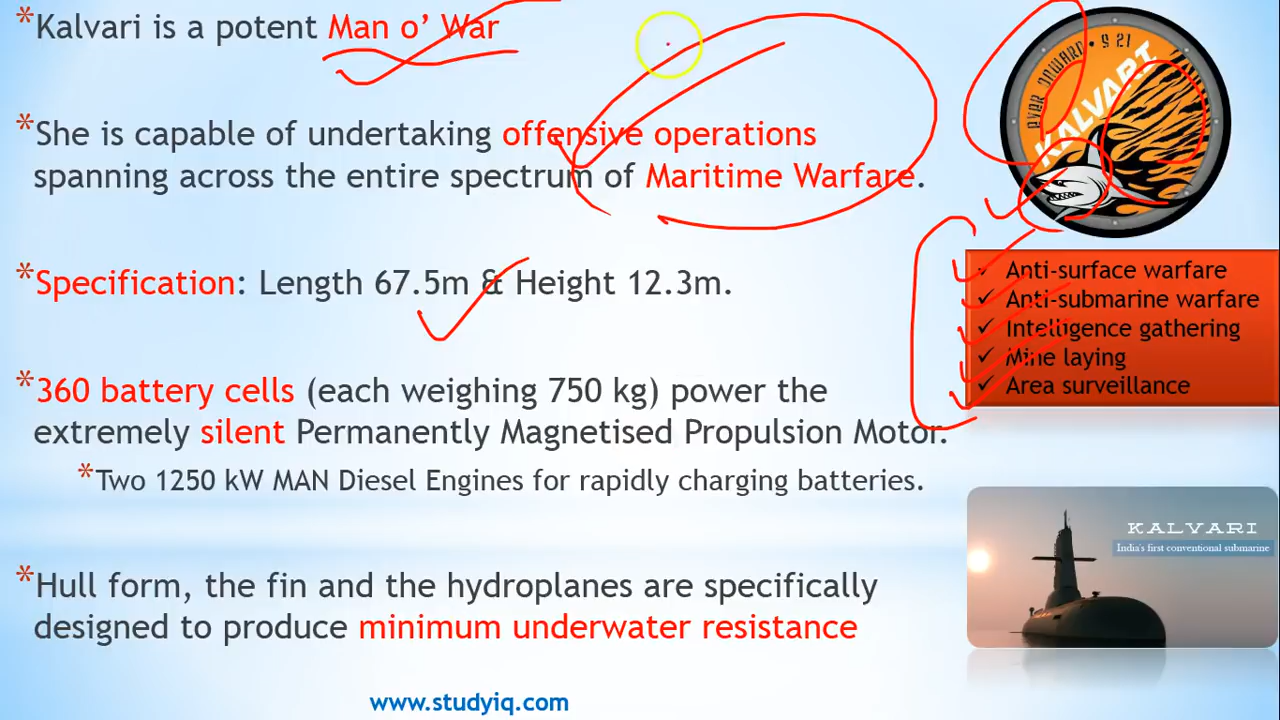 *Kalvari is a potent Man o’ War
*She is capable of undertaking offensive operations
spanning across the entire spectrum of Maritime Warfare.
*Specification: Length 67.5m & Height 12.3m.
*360 battery cells (each weighing 750 kg) power the
extremely silent Permanently Magnetised Propulsion Motor.
*Two 1250 kW MAN Diesel Engines for rapidly charging batteries.
*Hull form, the fin and the hydroplanes are specifically
designed to produce minimum underwater resistance
www.studyiq.com
EVER ONWARD • S 21
KALVARI
✓ Anti-surface warfare
✓ Anti-submarine warfare
✓ Intelligence gathering
✓ Mine laying
✓ Area surveillance
KALVARI
India's first conventional submarine